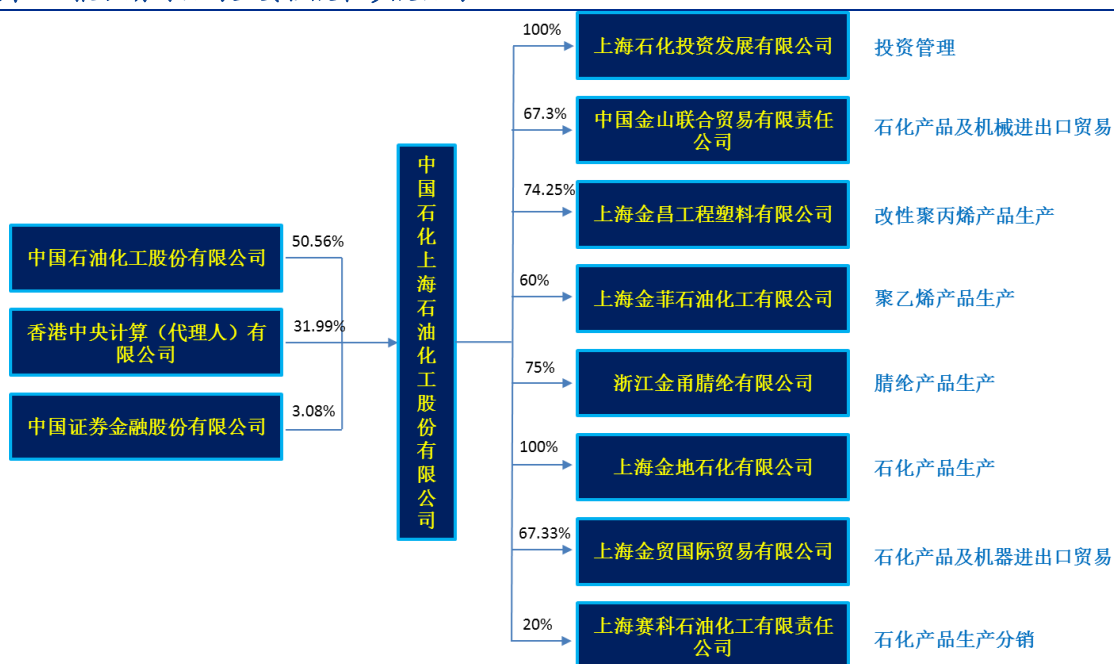 100%
上海石化投资发展有限公司
投资管理
67.3%
中国金山联合贸易有限责任
公司
石化产品及机械进出口贸易
74.25%
上海金昌工程塑料有限公司
改性聚丙烯产品生产
中国石油化工股份有限公司
50.56%
香港中央计算（代理人）有
限公司
31.99%
中国证券金融股份有限公司
3.08%
中国石化上海石油化工股份有限公司
60%
上海金菲石油化工有限公司
聚乙烯产品生产
75%
浙江金甬腈纶有限公司
腈纶产品生产
100%
上海金地石化有限公司
石化产品生产
67.33%
上海金贸国际贸易有限公司
石化产品及机器进出口贸易
20%
上海赛科石油化工有限责任
公司
石化产品生产分销